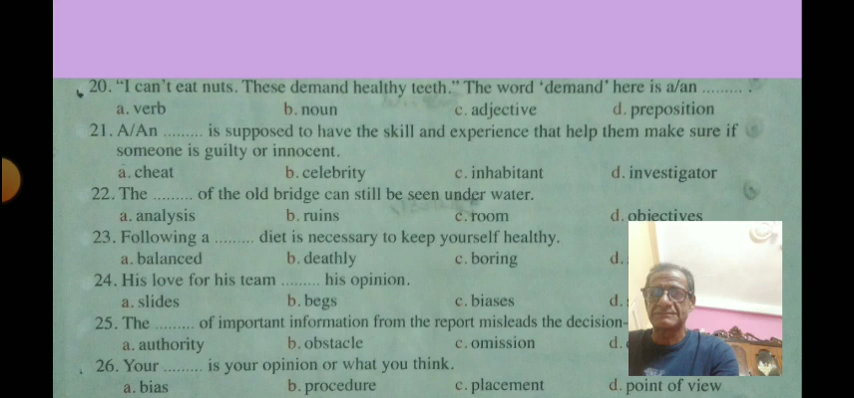 20. “I can't eat nuts. These demand healthy teeth.” The word ‘demand’ here is a/an ......... .
a. verb b. noun c. adjective d. preposition
21. A/An ......... is supposed to have the skill and experience that help them make sure if
someone is guilty or innocent.
a. cheat b. celebrity c. inhabitant d. investigator
22. The ......... of the old bridge can still be seen under water.
a. analysis b. ruins c. room d. objectives
23. Following a ......... diet is necessary to keep yourself healthy.
a. balanced b. deathly c. boring d.
24. His love for his team ......... his opinion.
a. slides b. begs c. biases d.
25. The ......... of important information from the report misleads the decision-
a. authority b. obstacle c. omission d.
26. Your ......... is your opinion or what you think.
a. bias b. procedure c. placement d. point of view